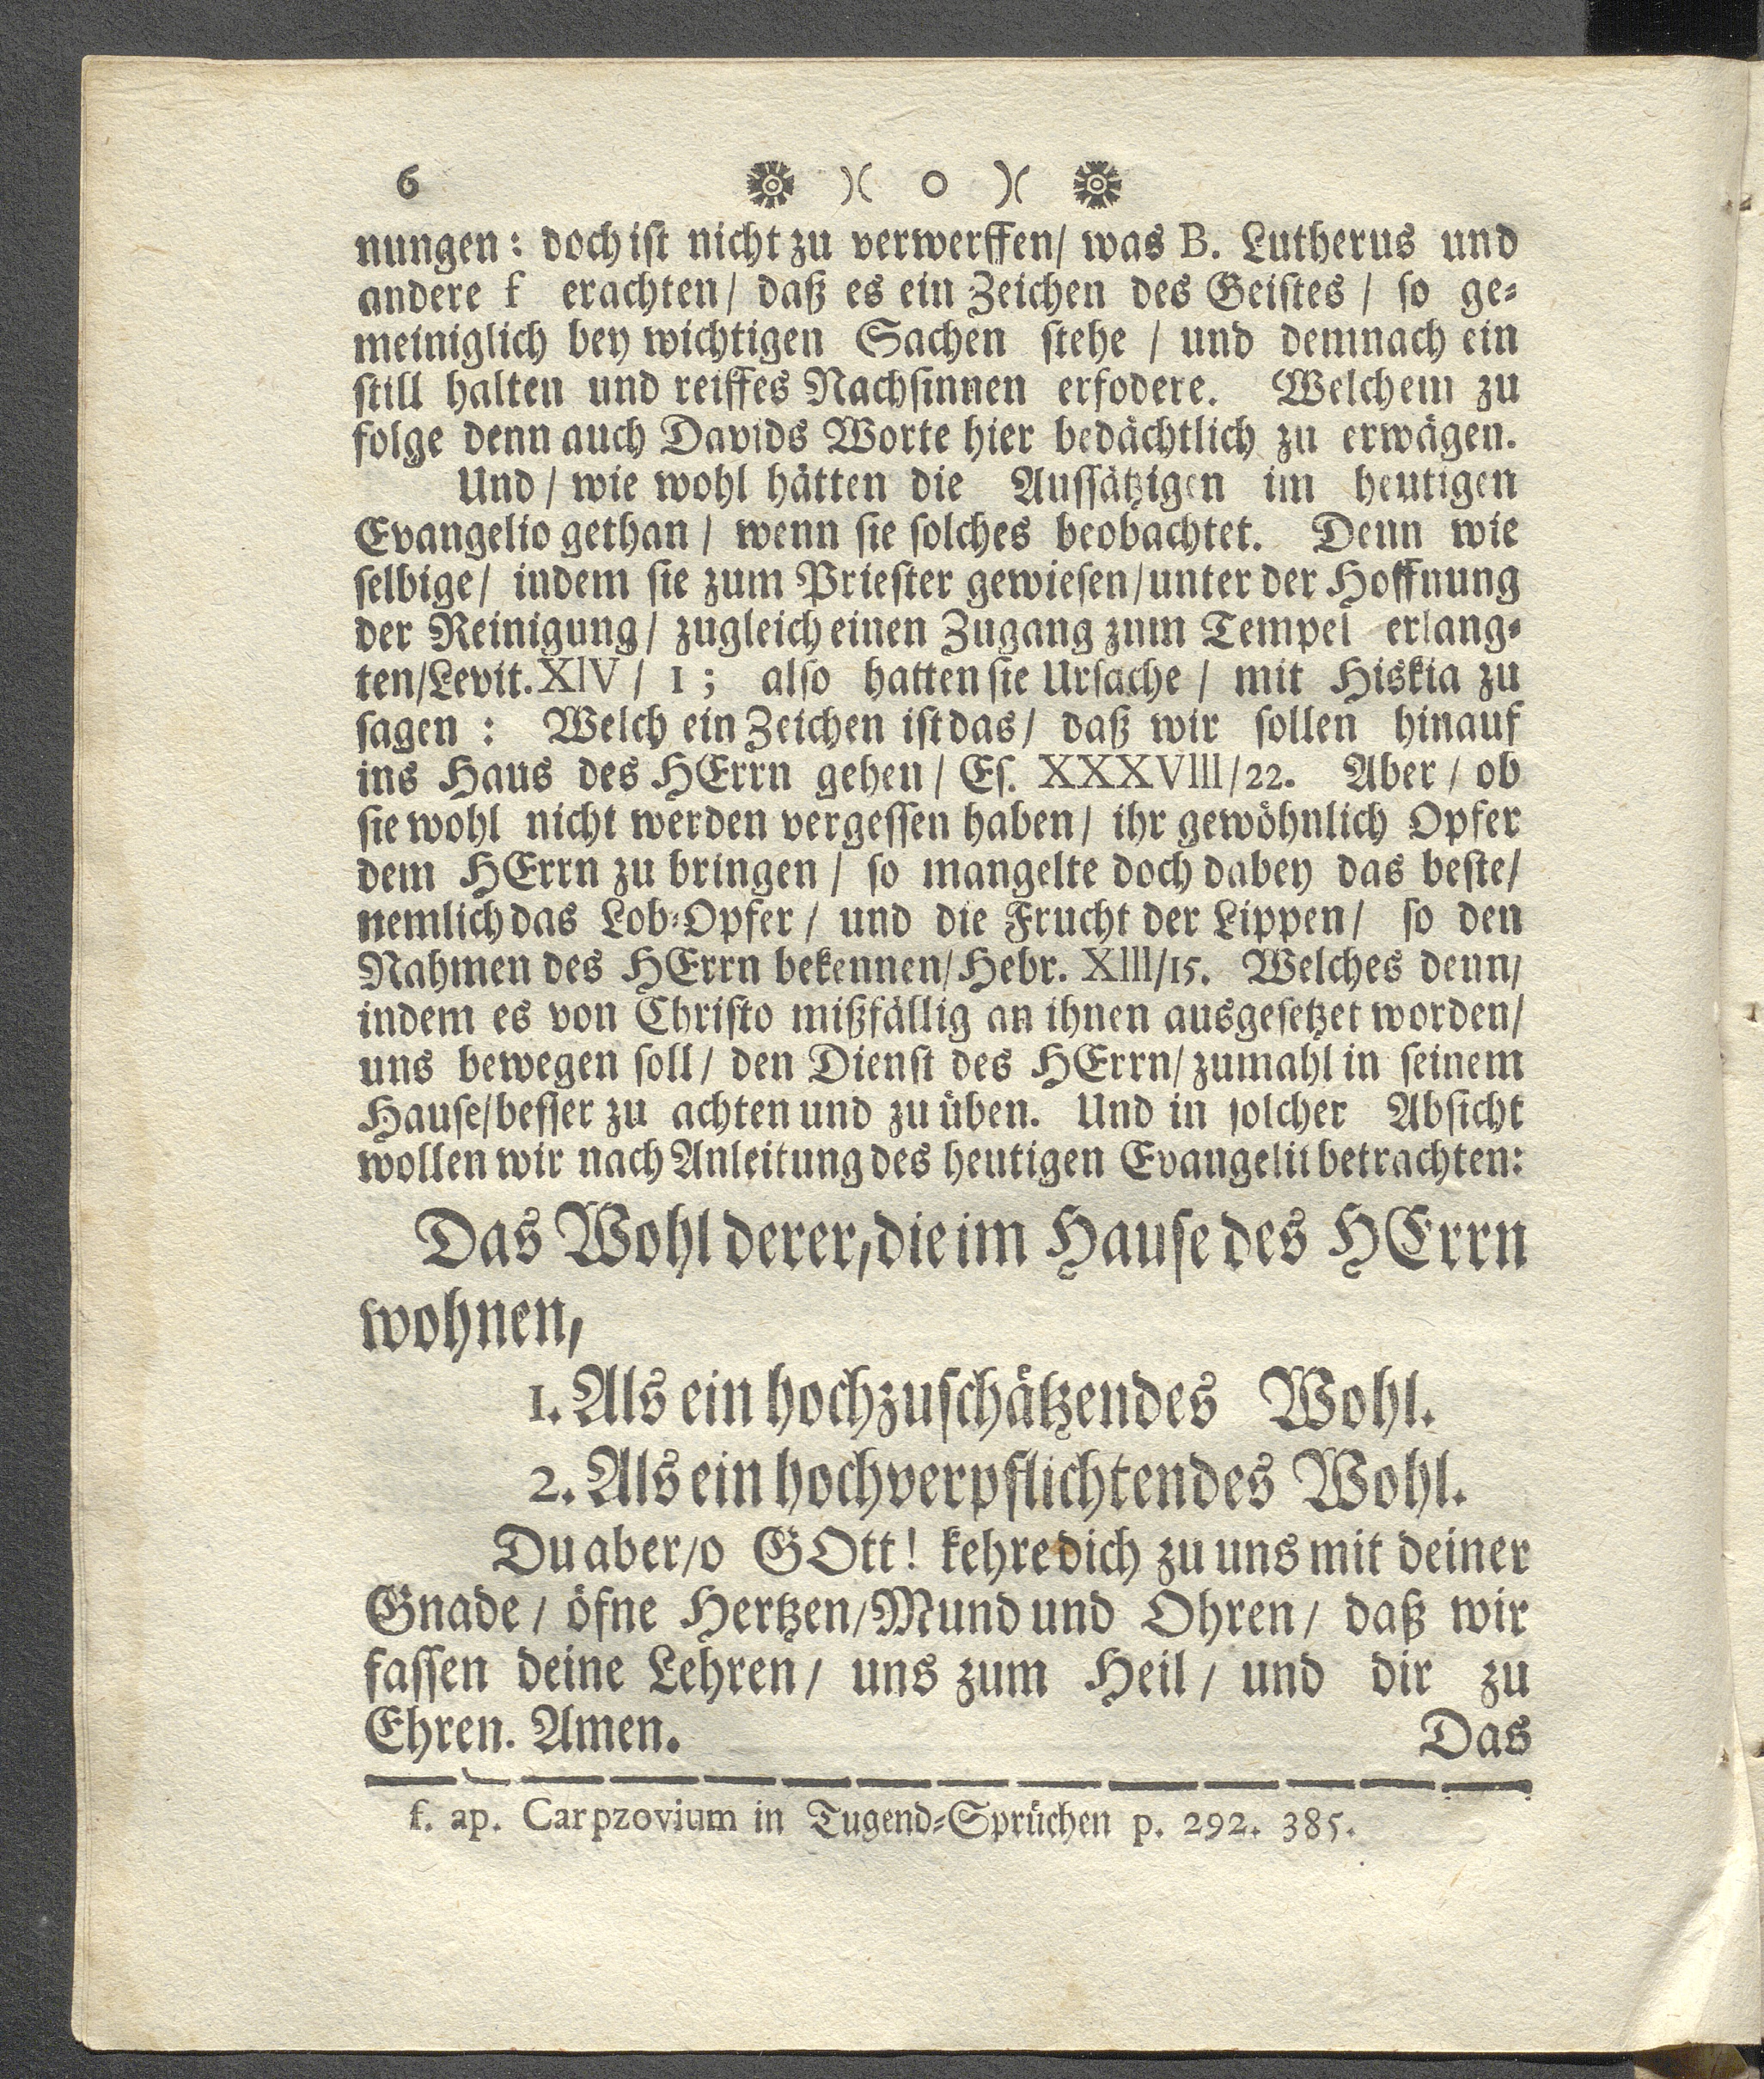 6 )( o )(
nungen: doch ist nicht zu verwerffen/ was B. Lutherus und
andere f erachten/ daß es ein Zeichen des Geistes / so ge-
meiniglich bey wichtigen Sachen stehe / und demnach ein
still halten und reiffes Nachsinnen erfodere. Welchem zu
folge denn auch Davids Worte hier bedächtlich zu erwägen.
Und / wie wohl hätten die Aussätzigen im heutigen
Evangelio gethan / wenn sie solches beobachtet. Denn wie
selbige/ indem sie zum Priester gewiesen/unter der Hoffnung
der Reinigung/ zugleich einen Zugang zum Tempel erlang-
ten/Levit. XIV / 1 ; also hatten sie Ursache / mit Hiskia zu
sagen : Welch ein Zeichen ist das/ daß wir sollen hinauf
ins Haus des HErrn gehen/ Es. XXXVIII/22. Aber / ob
sie wohl nicht werden vergessen haben/ ihr gewöhnlich Opfer
dem HErrn zu bringen / so mangelte doch dabey das beste/
nemlich das Lob-Opfer / und die Frucht der Lippen/ so den
Nahmen des HErrn bekennen/Hebr. XIII/15. Welches denn/
indem es von Christo mißfällig an ihnen ausgesetzet worden/
uns bewegen soll/ den Dienst des HErrn/ zumahl in seinem
Hause/besser zu achten und zu üben. Und in solcher Absicht
wollen wir nach Anleitung des heutigen Evangelii betrachten:
Das Wohl derer, die im Hause des HErrn
wohnen,
1. Als ein hochzuschätzendes Wohl.
2. Als ein hochverpflichtendes Wohl.
Du aber/o GOtt! kehre dich zu uns mit deiner
Gnade / öfne Hertzen/Mund und Ohren/ daß wir
fassen deine Lehren/ uns zum Heil / und dir zu
Ehren. Amen. Das
f. ap. Carpzovium in Tugend-Sprüchen p. 292. 385.